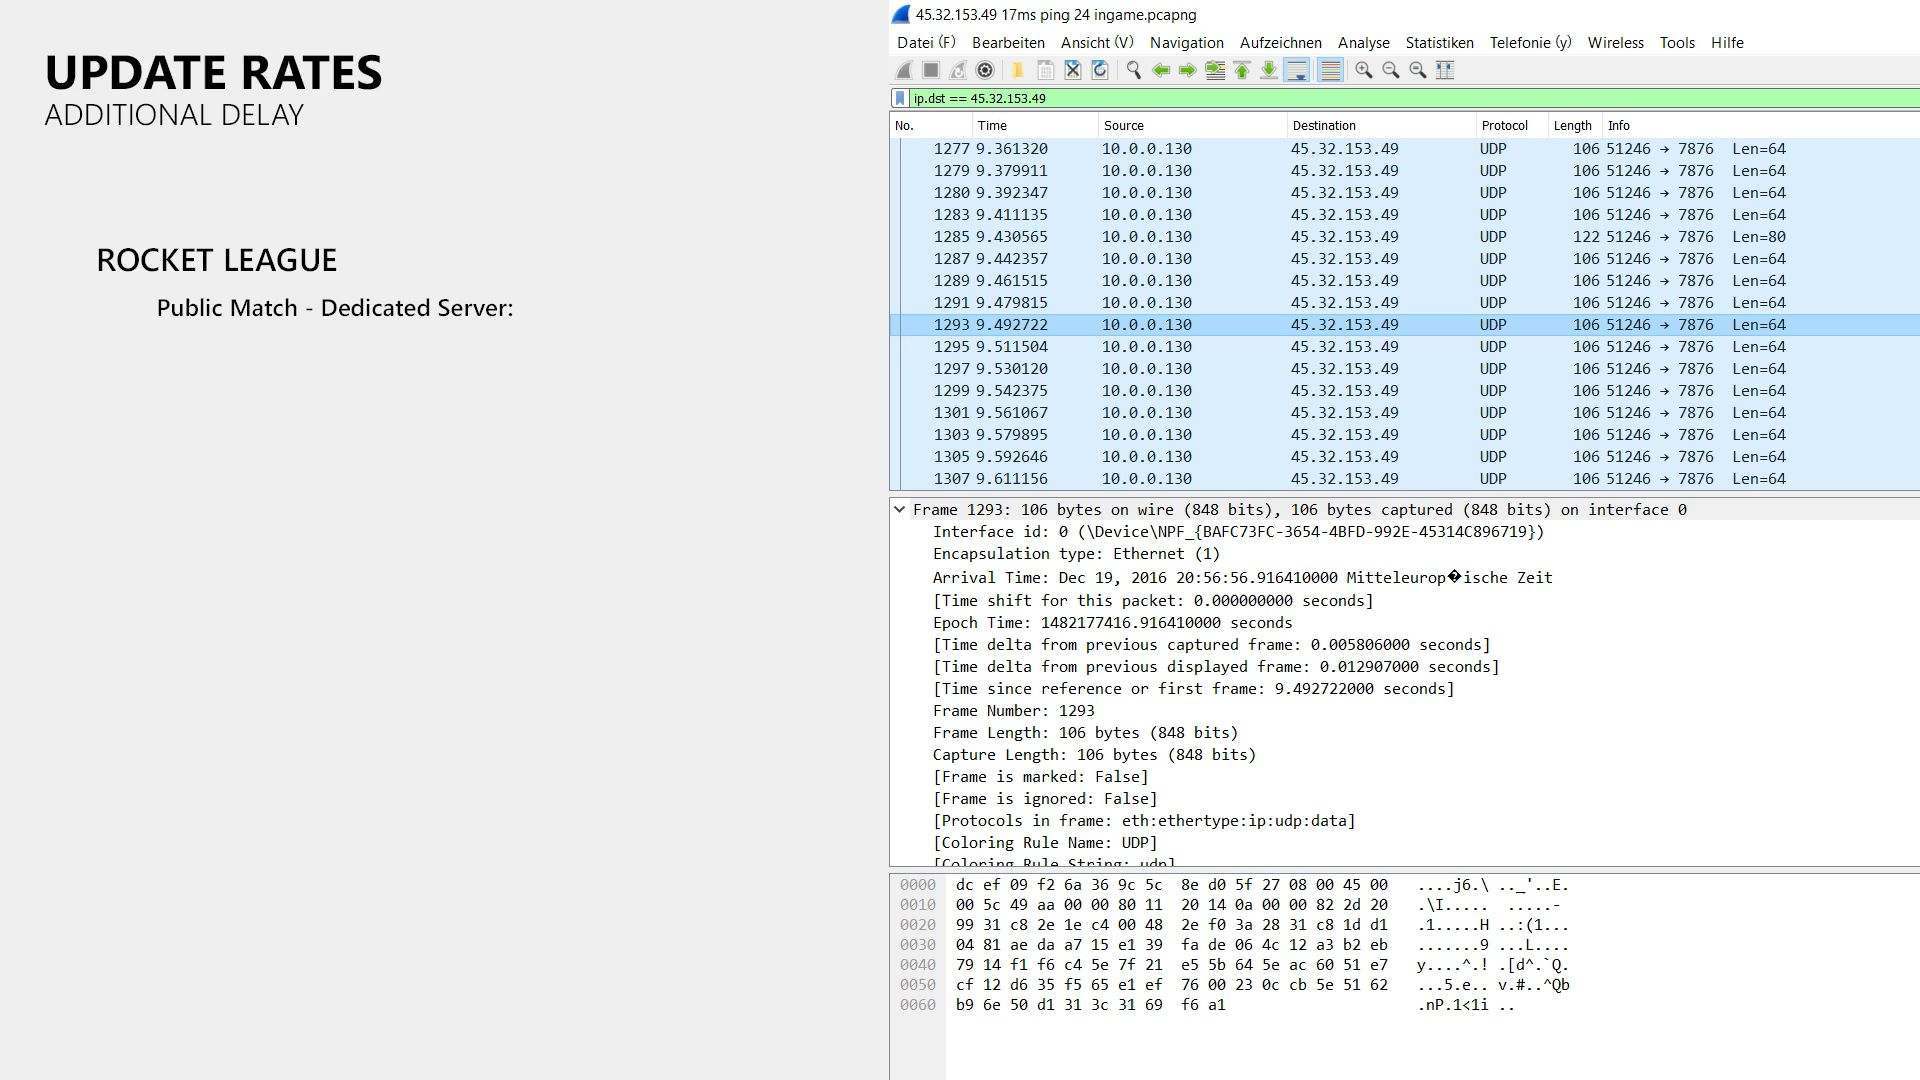 UPDATE RATES
ADDITIONAL DELAY
ROCKET LEAGUE
Public Match - Dedicated Server:
45.32.153.49 17ms ping 24 ingame.pcapng
Datei (F) Bearbeiten Ansicht (V) Navigation Aufzeichnen Analyse Statistiken Telefonie (y) Wireless Tools Hilfe
ip.dst == 45.32.153.49
No. Time Source Destination Protocol Length Info
1277 9.361320 10.0.0.130 45.32.153.49 UDP 106 51246 → 7876 Len=64
1279 9.379911 10.0.0.130 45.32.153.49 UDP 106 51246 → 7876 Len=64
1280 9.392347 10.0.0.130 45.32.153.49 UDP 106 51246 → 7876 Len=64
1283 9.411135 10.0.0.130 45.32.153.49 UDP 106 51246 → 7876 Len=64
1285 9.430565 10.0.0.130 45.32.153.49 UDP 122 51246 → 7876 Len=80
1287 9.442357 10.0.0.130 45.32.153.49 UDP 106 51246 → 7876 Len=64
1289 9.461515 10.0.0.130 45.32.153.49 UDP 106 51246 → 7876 Len=64
1291 9.479815 10.0.0.130 45.32.153.49 UDP 106 51246 → 7876 Len=64
1293 9.492722 10.0.0.130 45.32.153.49 UDP 106 51246 → 7876 Len=64
1295 9.511504 10.0.0.130 45.32.153.49 UDP 106 51246 → 7876 Len=64
1297 9.530120 10.0.0.130 45.32.153.49 UDP 106 51246 → 7876 Len=64
1299 9.542375 10.0.0.130 45.32.153.49 UDP 106 51246 → 7876 Len=64
1301 9.561067 10.0.0.130 45.32.153.49 UDP 106 51246 → 7876 Len=64
1303 9.579895 10.0.0.130 45.32.153.49 UDP 106 51246 → 7876 Len=64
1305 9.592646 10.0.0.130 45.32.153.49 UDP 106 51246 → 7876 Len=64
1307 9.611156 10.0.0.130 45.32.153.49 UDP 106 51246 → 7876 Len=64
Frame 1293: 106 bytes on wire (848 bits), 106 bytes captured (848 bits) on interface 0
Interface id: 0 (\Device\NPF_{BAFC73FC-3654-4BFD-992E-45314C896719})
Encapsulation type: Ethernet (1)
Arrival Time: Dec 19, 2016 20:56:56.916410000 Mitteleurop�ische Zeit
[Time shift for this packet: 0.000000000 seconds]
Epoch Time: 1482177416.916410000 seconds
[Time delta from previous captured frame: 0.005806000 seconds]
[Time delta from previous displayed frame: 0.012907000 seconds]
[Time since reference or first frame: 9.492722000 seconds]
Frame Number: 1293
Frame Length: 106 bytes (848 bits)
Capture Length: 106 bytes (848 bits)
[Frame is marked: False]
[Frame is ignored: False]
[Protocols in frame: eth:ethertype:ip:udp:data]
[Coloring Rule Name: UDP]
[Coloring Rule String: udp]
0000 dc ef 09 f2 6a 36 9c 5c 8e d0 5f 27 08 00 45 00 ....j6.\ .._'..E.
0010 00 5c 49 aa 00 00 80 11 20 14 0a 00 00 82 2d 20 .\I..... .....-
0020 99 31 c8 2e 1e c4 00 48 2e f0 3a 28 31 c8 1d d1 .1.....H ..:(1...
0030 04 81 ae da a7 15 e1 39 fa de 06 4c 12 a3 b2 eb .......9 ...L....
0040 79 14 f1 f6 c4 5e 7f 21 e5 5b 64 5e ac 60 51 e7 y....^.! .[d^.`Q.
0050 cf 12 d6 35 f5 65 e1 ef 76 00 23 0c cb 5e 51 62 ...5.e.. v.#..^Qb
0060 b9 6e 50 d1 31 3c 31 69 f6 a1 .nP.1<1i ..